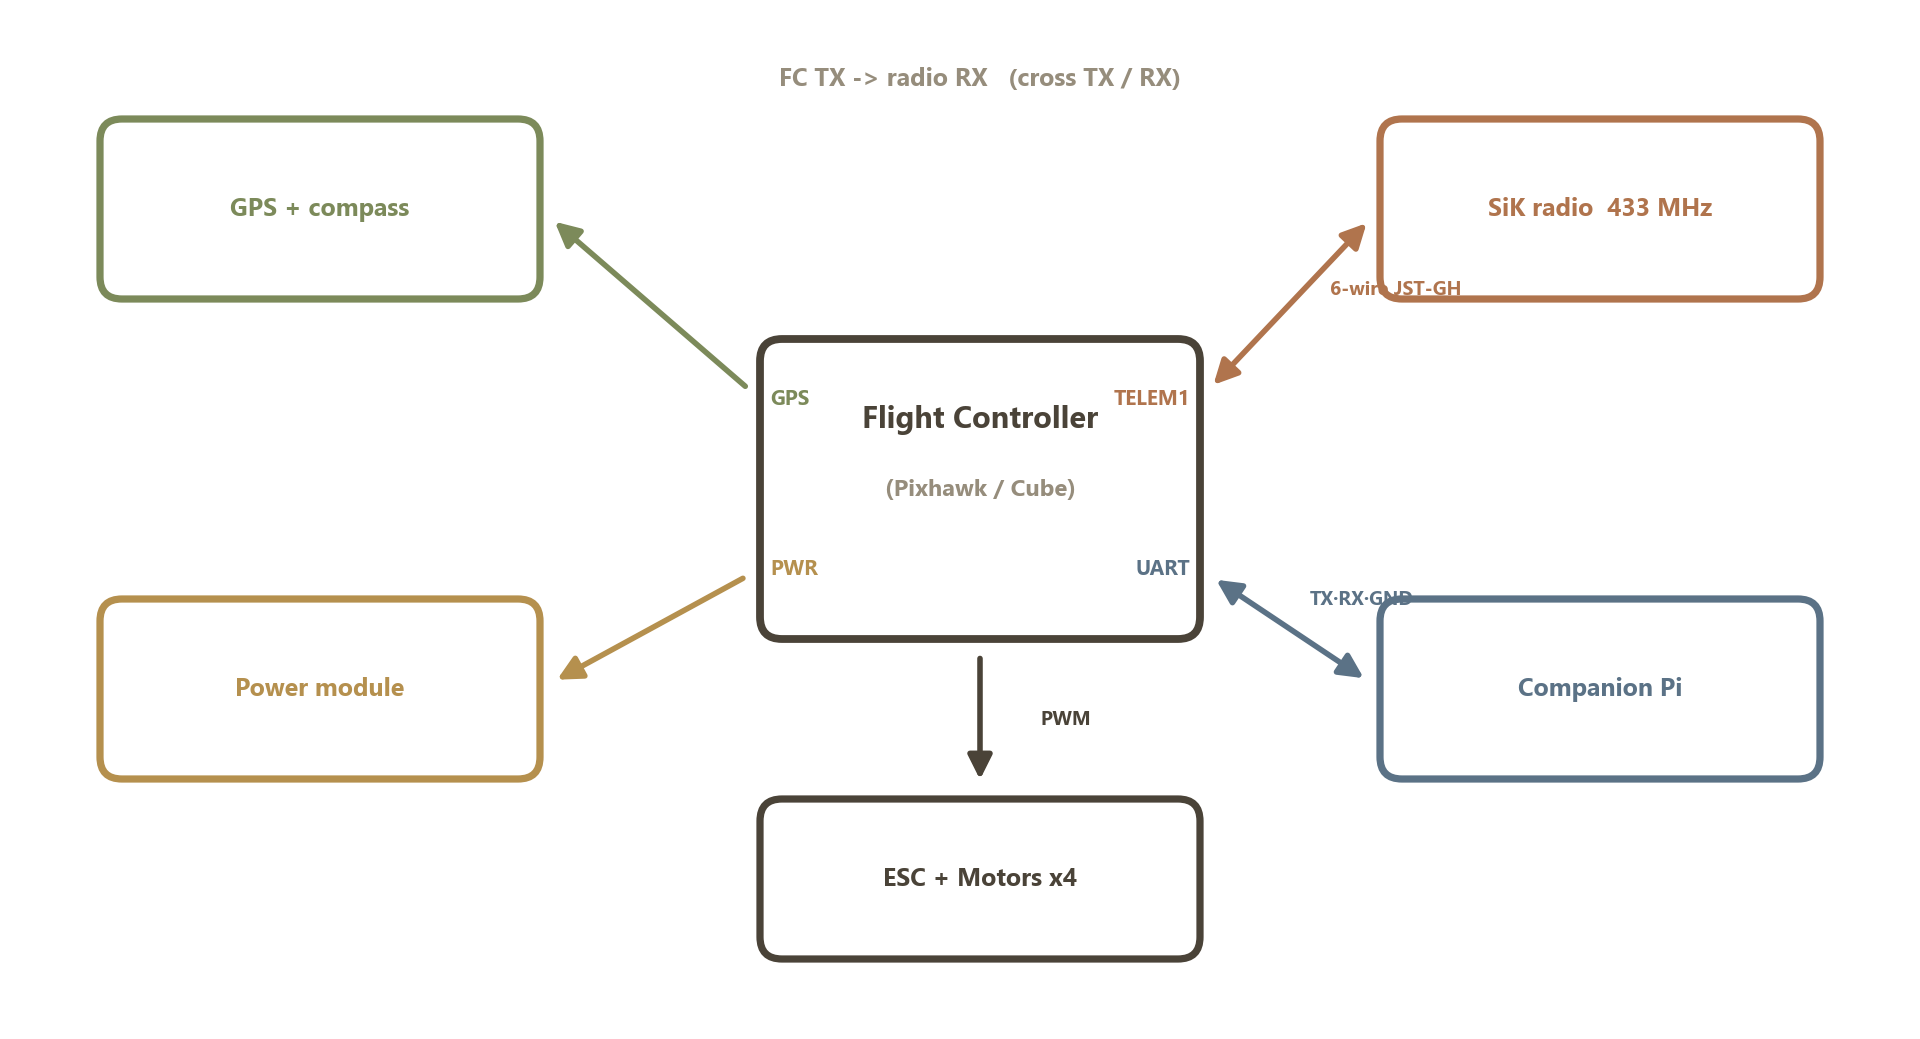 FC TX -> radio RX   (cross TX / RX)
GPS + compass
SiK radio  433 MHz
6-wire JST-GH
GPS
TELEM1
Flight Controller
(Pixhawk / Cube)
PWR
UART
TX·RX·GND
Power module
Companion Pi
PWM
ESC + Motors x4